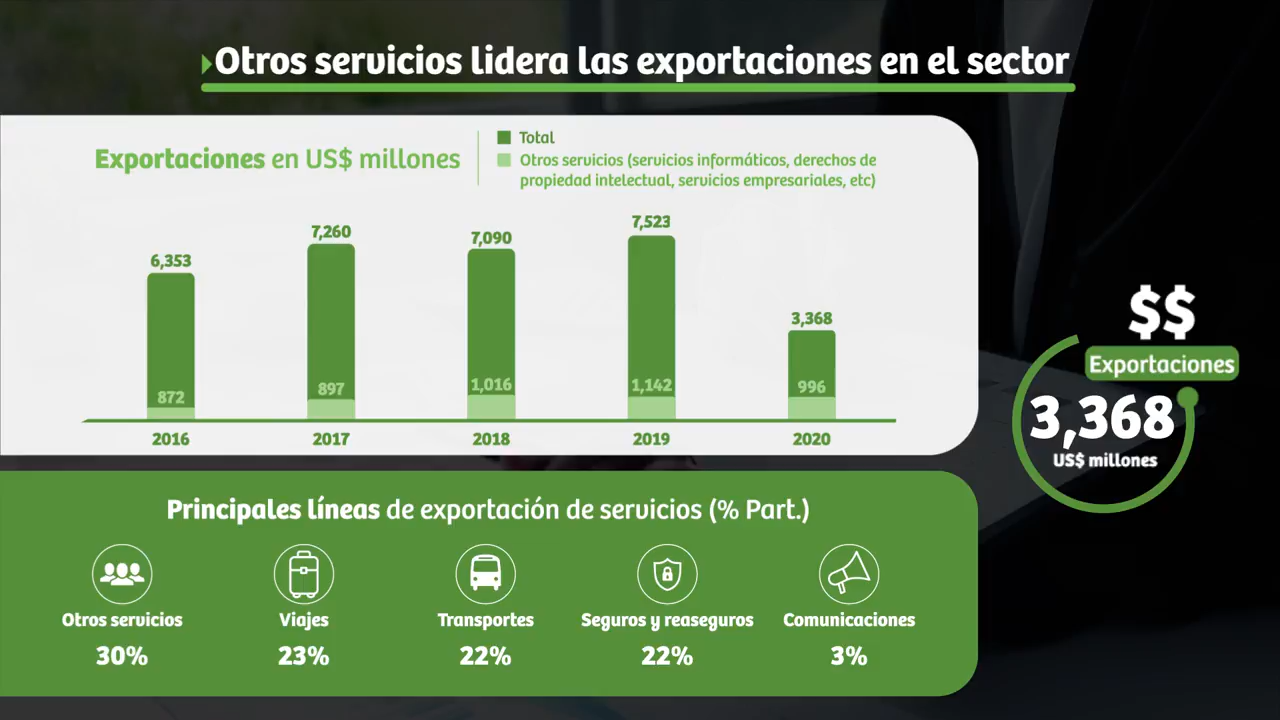 Otros servicios lidera las exportaciones en el sector
Exportaciones en US$ millones
Total
Otros servicios (servicios informáticos, derechos de
propiedad intelectual, servicios empresariales, etc)
6,353
7,260
7,090
7,523
3,368
872
897
1,016
1,142
996
2016
2017
2018
2019
2020
$$
Exportaciones
3,368
US$ millones
Principales líneas de exportación de servicios (% Part.)
Otros servicios
30%
Viajes
23%
Transportes
22%
Seguros y reaseguros
22%
Comunicaciones
3%